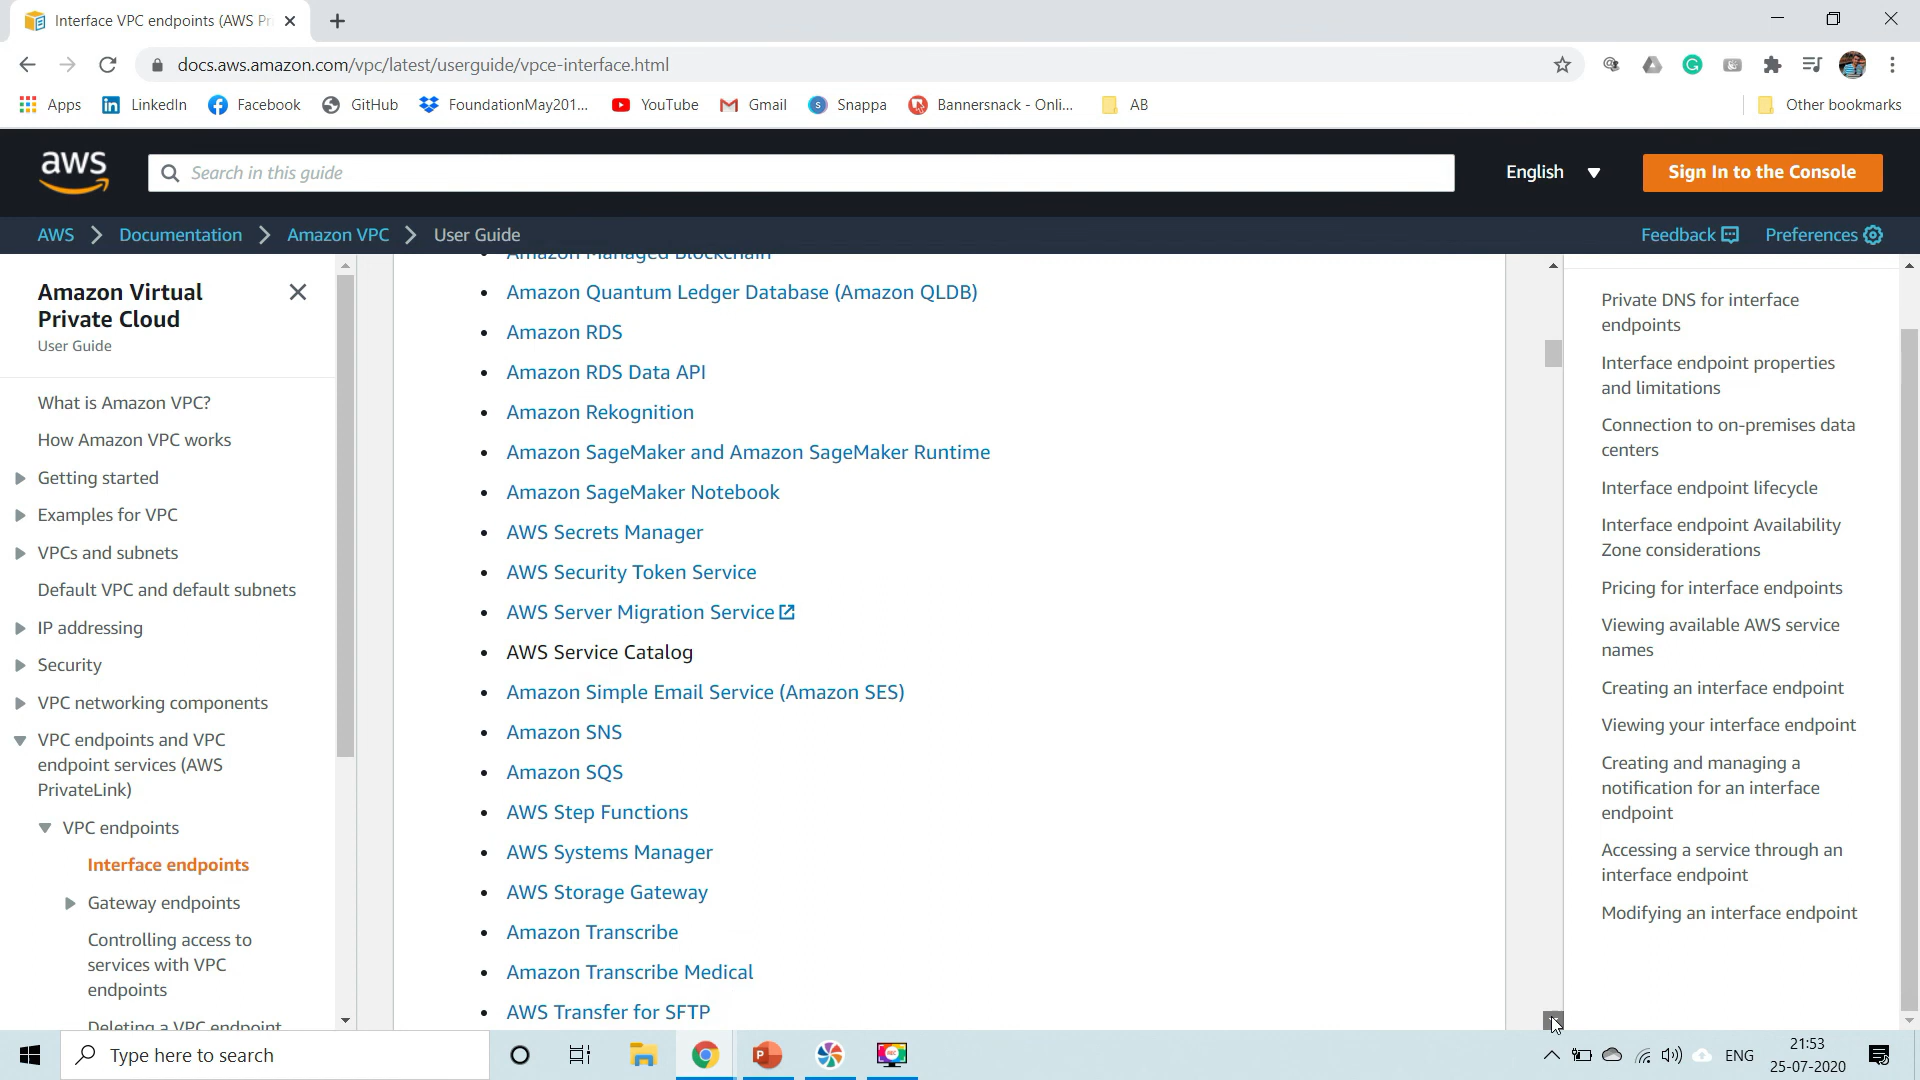 Interface VPC endpoints (AWS Pr
docs.aws.amazon.com/vpc/latest/userguide/vpce-interface.html
Apps
LinkedIn
Facebook
GitHub
FoundationMay201...
YouTube
Gmail
Snappa
Bannersnack - Onli...
AB
Other bookmarks
aws
Search in this guide
English
Sign In to the Console
AWS
Documentation
Amazon VPC
User Guide
Feedback
Preferences
Amazon Virtual
Private Cloud
User Guide
What is Amazon VPC?
How Amazon VPC works
Getting started
Examples for VPC
VPCs and subnets
Default VPC and default subnets
IP addressing
Security
VPC networking components
VPC endpoints and VPC
endpoint services (AWS
PrivateLink)
VPC endpoints
Interface endpoints
Gateway endpoints
Controlling access to
services with VPC
endpoints
Deleting a VPC endpoint
Amazon Managed Blockchain
Amazon Quantum Ledger Database (Amazon QLDB)
Amazon RDS
Amazon RDS Data API
Amazon Rekognition
Amazon SageMaker and Amazon SageMaker Runtime
Amazon SageMaker Notebook
AWS Secrets Manager
AWS Security Token Service
AWS Server Migration Service
AWS Service Catalog
Amazon Simple Email Service (Amazon SES)
Amazon SNS
Amazon SQS
AWS Step Functions
AWS Systems Manager
AWS Storage Gateway
Amazon Transcribe
Amazon Transcribe Medical
AWS Transfer for SFTP
Private DNS for interface
endpoints
Interface endpoint properties
and limitations
Connection to on-premises data
centers
Interface endpoint lifecycle
Interface endpoint Availability
Zone considerations
Pricing for interface endpoints
Viewing available AWS service
names
Creating an interface endpoint
Viewing your interface endpoint
Creating and managing a
notification for an interface
endpoint
Accessing a service through an
interface endpoint
Modifying an interface endpoint
Type here to search
ENG
21:53
25-07-2020